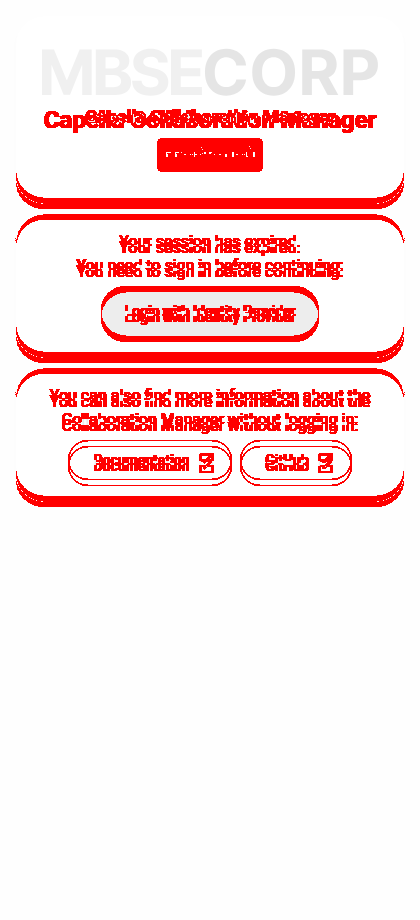 MBSECORP
Capella Collaboration Manager
Your session has expired.
You need to sign in before continuing:
Login with Identity Provider
You can also find more information about the
Collaboration Manager without logging in:
Documentation
GitHub